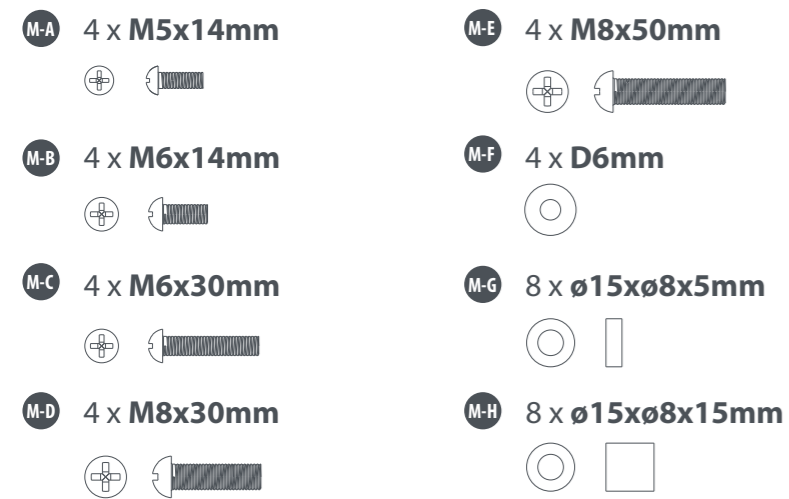 M-A 4 x M5x14mm
M-B 4 x M6x14mm
M-C 4 x M6x30mm
M-D 4 x M8x30mm
M-E 4 x M8x50mm
M-F 4 x D6mm
M-G 8 x ø15xø8x5mm
M-H 8 x ø15xø8x15mm